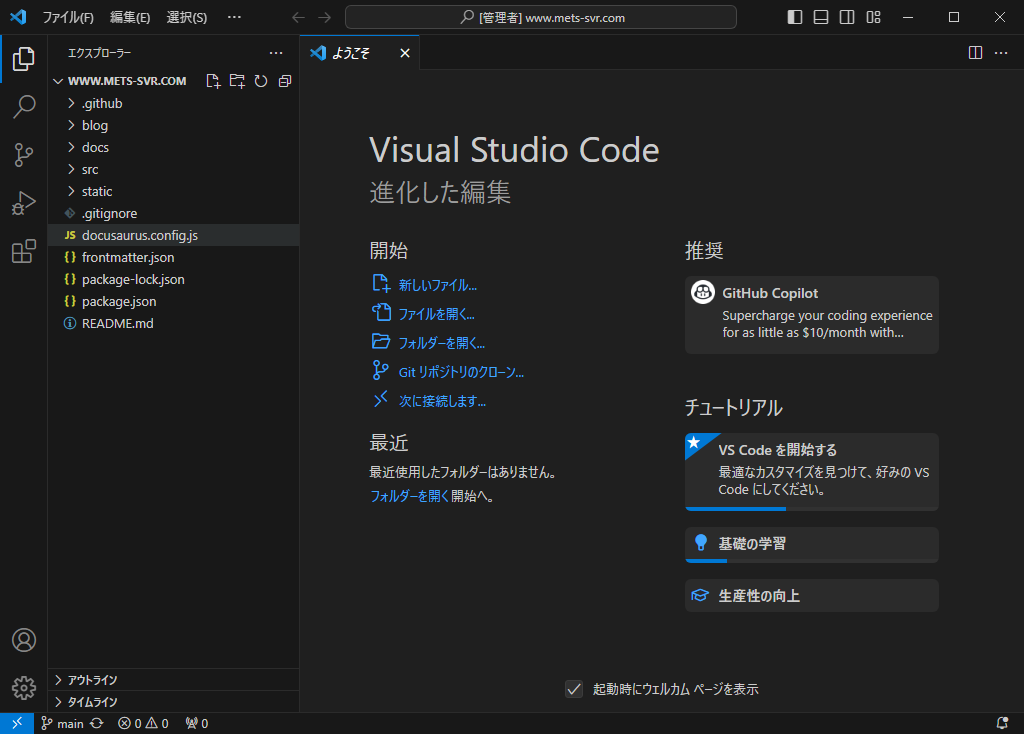 ファイル(F) 編集(E) 選択(S) … [管理者] www.mets-svr.com
エクスプローラー
WWW.METS-SVR.COM
.github
blog
docs
src
static
.gitignore
JS docusaurus.config.js
{} frontmatter.json
{} package-lock.json
{} package.json
README.md
アウトライン
タイムライン
ようこそ
Visual Studio Code
進化した編集
開始
新しいファイル...
ファイルを開く...
フォルダーを開く...
Git リポジトリのクローン...
次に接続します...
最近
最近使用したフォルダーはありません。
フォルダーを開く開始へ。
推奨
GitHub Copilot
Supercharge your coding experience
for as little as $10/month with...
チュートリアル
VS Code を開始する
最適なカスタマイズを見つけて、好みの VS
Code にしてください。
基礎の学習
生産性の向上
起動時にウェルカム ページを表示
main 0 0 0